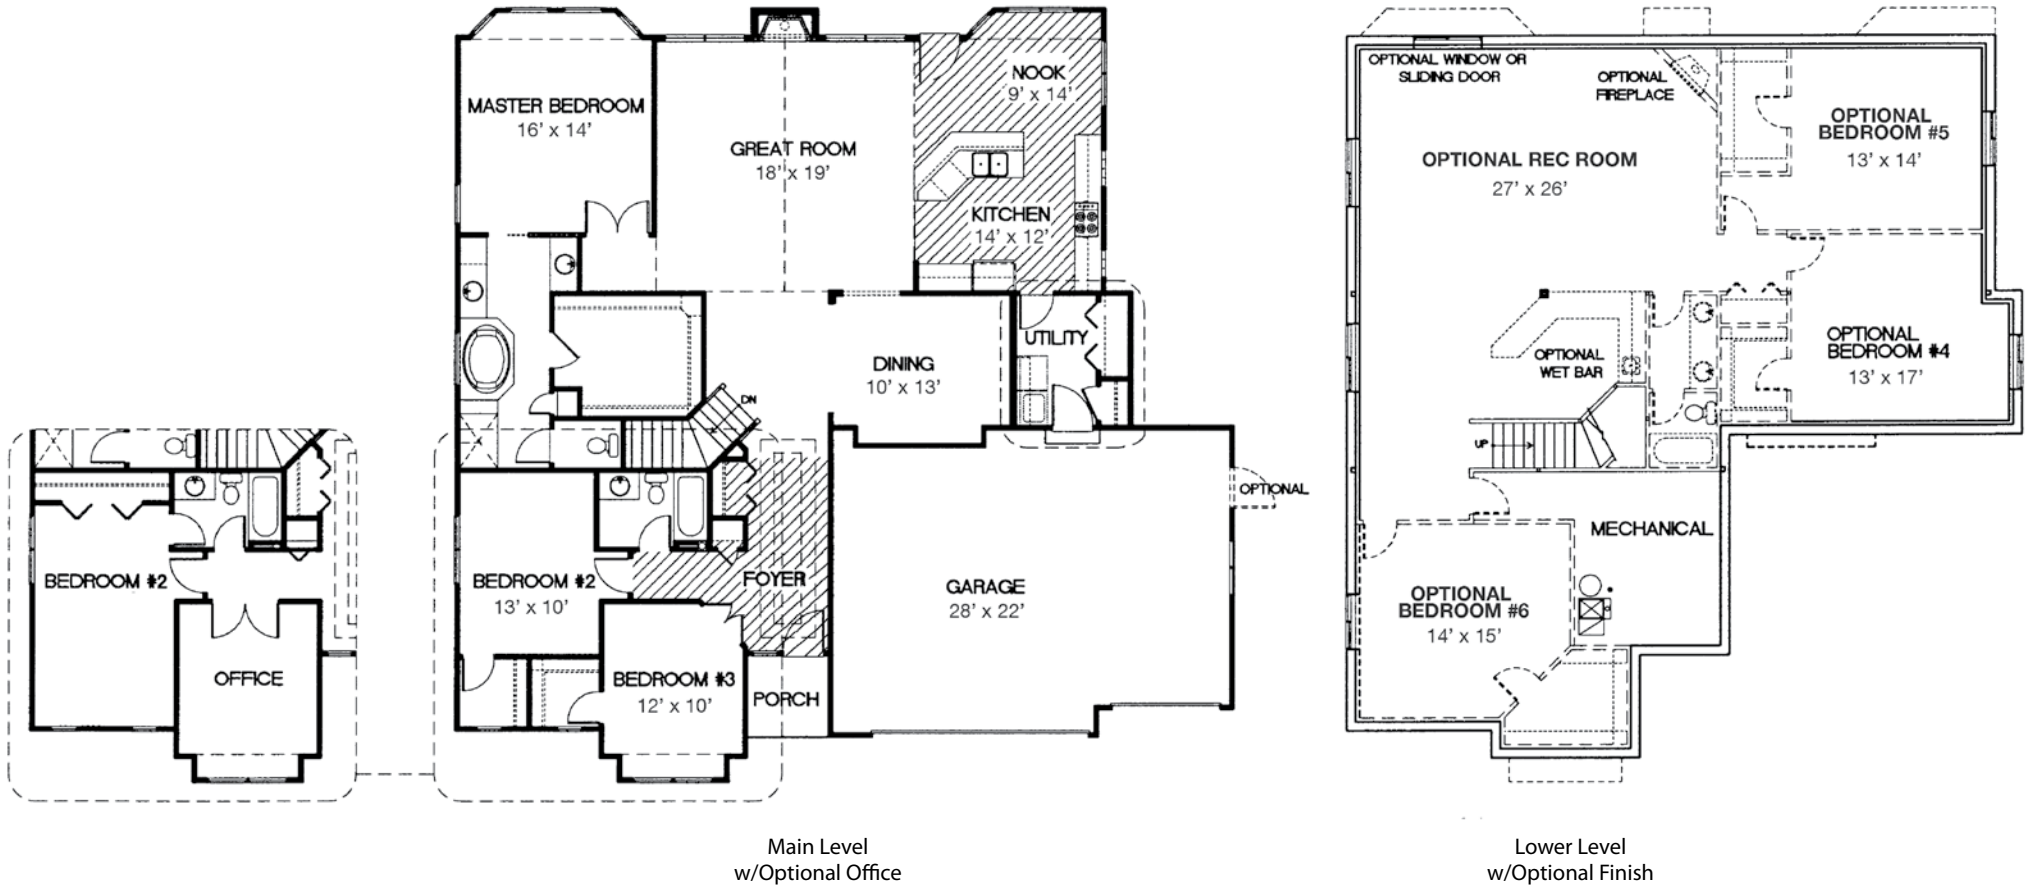 BEDROOM #2
OFFICE
MASTER BEDROOM
16' x 14'
GREAT ROOM
18' x 19'
NOOK
9' x 14'
KITCHEN
14' x 12'
UTILITY
DINING
10' x 13'
DN
BEDROOM #2
13' x 10'
FOYER
BEDROOM #3
12' x 10'
PORCH
GARAGE
28' x 22'
OPTIONAL
Main Level
w/Optional Office
OPTIONAL WINDOW OR
SLIDING DOOR
OPTIONAL
FIREPLACE
OPTIONAL REC ROOM
27' x 26'
OPTIONAL
BEDROOM #5
13' x 14'
OPTIONAL
WET BAR
OPTIONAL
BEDROOM #4
13' x 17'
UP
MECHANICAL
OPTIONAL
BEDROOM #6
14' x 15'
Lower Level
w/Optional Finish